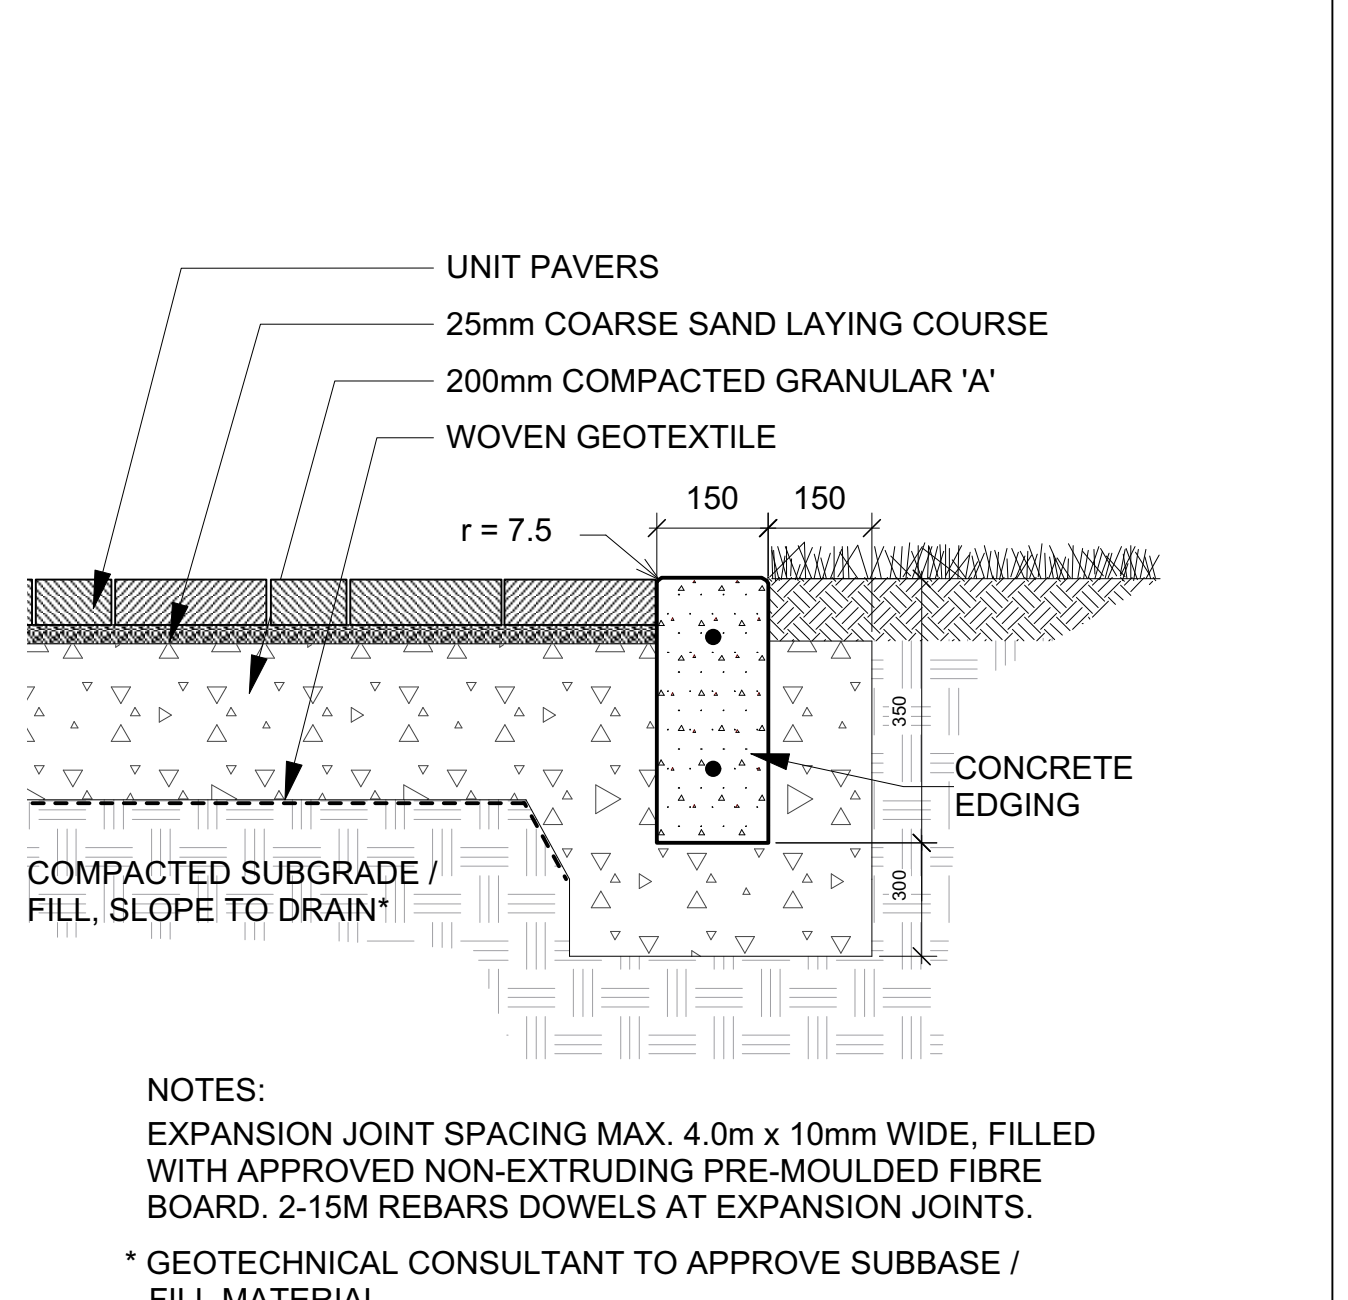 UNIT PAVERS
25mm COARSE SAND LAYING COURSE
200mm COMPACTED GRANULAR 'A'
WOVEN GEOTEXTILE
150 150
r = 7.5
350
CONCRETE
EDGING
300
COMPACTED SUBGRADE /
FILL, SLOPE TO DRAIN*
NOTES:
EXPANSION JOINT SPACING MAX. 4.0m x 10mm WIDE, FILLED
WITH APPROVED NON-EXTRUDING PRE-MOULDED FIBRE
BOARD. 2-15M REBARS DOWELS AT EXPANSION JOINTS.
* GEOTECHNICAL CONSULTANT TO APPROVE SUBBASE /
FILL MATERIAL